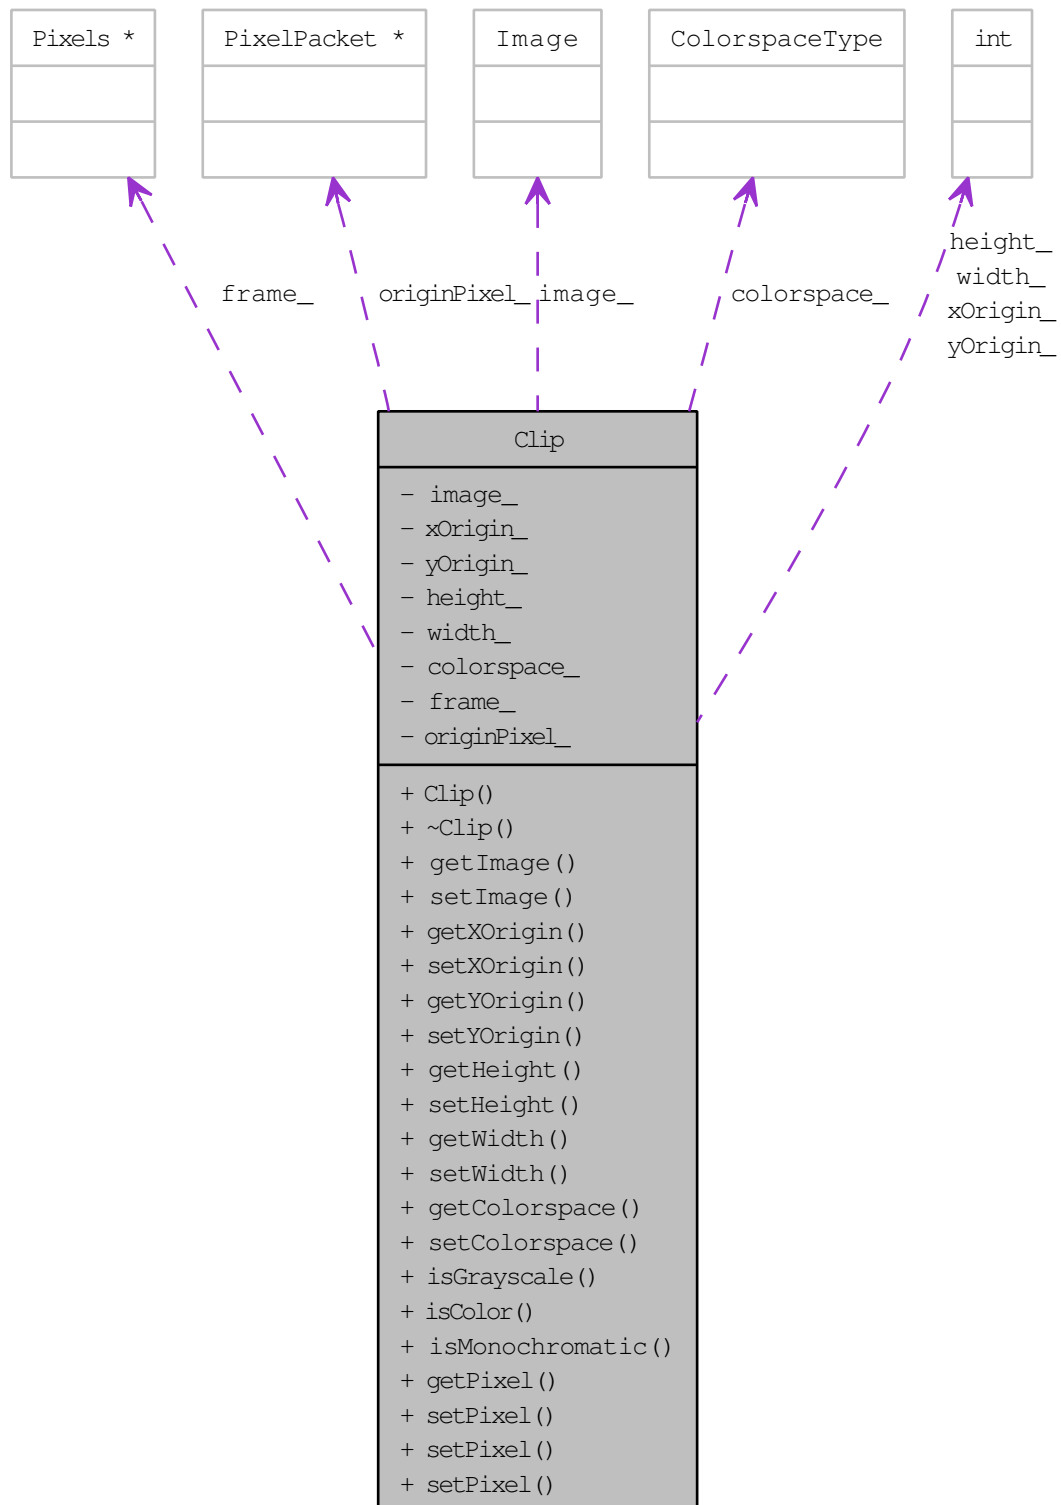 Pixels *
PixelPacket *
Image
ColorspaceType
int
frame_
originPixel_
image_
colorspace_
height_
width_
xOrigin_
yOrigin_
Clip
- image_
- xOrigin_
- yOrigin_
- height_
- width_
- colorspace_
- frame_
- originPixel_
+ Clip()
+ ~Clip()
+ getImage()
+ setImage()
+ getXOrigin()
+ setXOrigin()
+ getYOrigin()
+ setYOrigin()
+ getHeight()
+ setHeight()
+ getWidth()
+ setWidth()
+ getColorspace()
+ setColorspace()
+ isGrayscale()
+ isColor()
+ isMonochromatic()
+ getPixel()
+ setPixel()
+ setPixel()
+ setPixel()